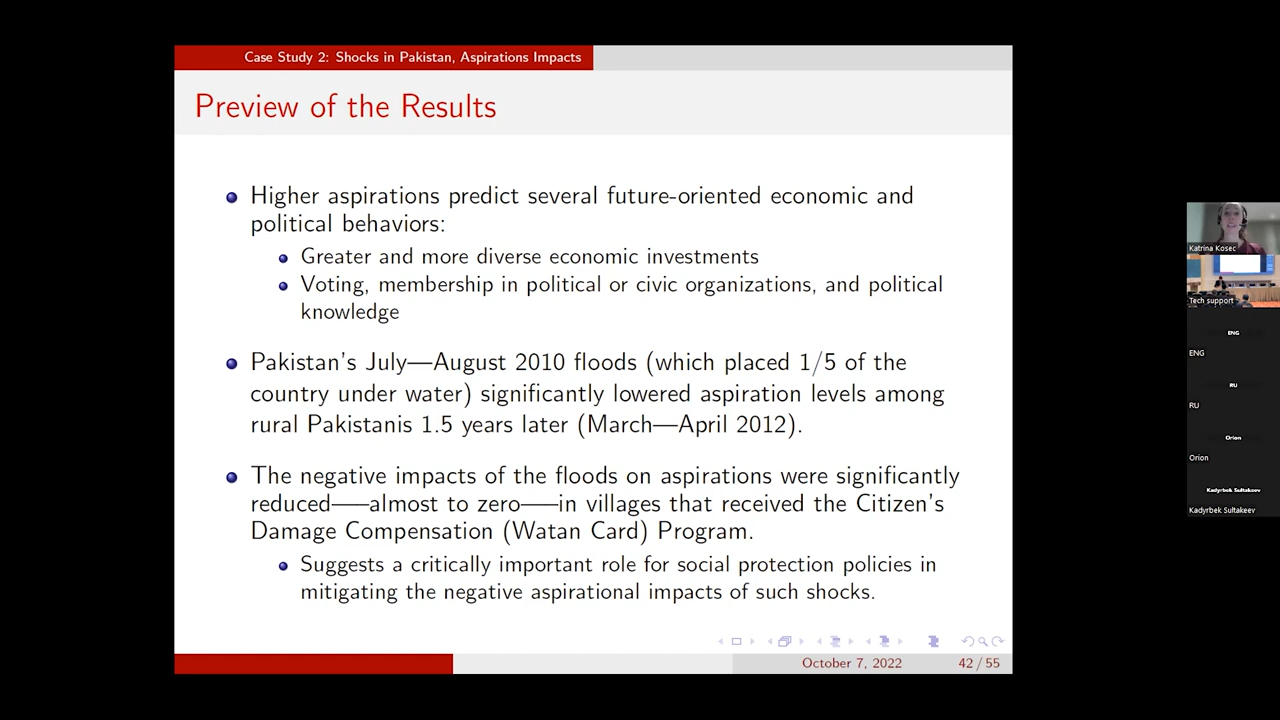 Case Study 2: Shocks in Pakistan, Aspirations Impacts
Preview of the Results
Higher aspirations predict several future-oriented economic and
political behaviors:
Greater and more diverse economic investments
Voting, membership in political or civic organizations, and political
knowledge
Pakistan's July—August 2010 floods (which placed 1/5 of the
country under water) significantly lowered aspiration levels among
rural Pakistanis 1.5 years later (March—April 2012).
The negative impacts of the floods on aspirations were significantly
reduced——almost to zero——in villages that received the Citizen's
Damage Compensation (Watan Card) Program.
Suggests a critically important role for social protection policies in
mitigating the negative aspirational impacts of such shocks.
October 7, 2022
42/55
Katrina Kosec
Tech support
ENG
ENG
RU
RU
Orion
Orion
Kadyrbek Sultakeev
Kadyrbek Sultakeev